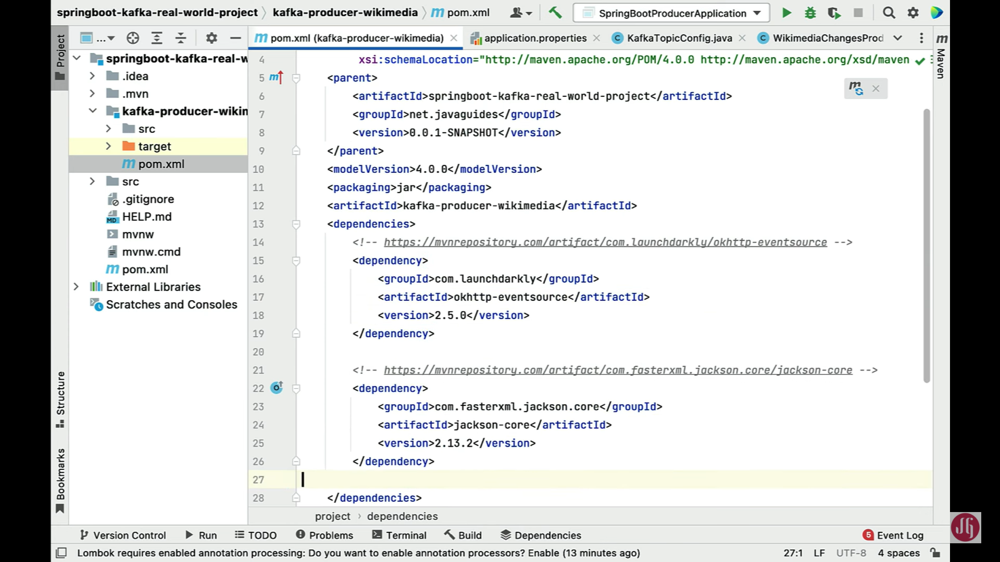 springboot-kafka-real-world-project kafka-producer-wikimedia pom.xml SpringBootProducerApplication
...
pom.xml (kafka-producer-wikimedia) application.properties KafkaTopicConfig.java WikimediaChangesProd
Project
springboot-kafka-real-w
.idea
.mvn
kafka-producer-wikin
src
target
pom.xml
src
.gitignore
HELP.md
mvnw
mvnw.cmd
pom.xml
External Libraries
Scratches and Consoles
Structure
Bookmarks
Maven
4 xsi:schemaLocation="http://maven.apache.org/POM/4.0.0 http://maven.apache.org/xsd/maven
5 <parent>
6 <artifactId>springboot-kafka-real-world-project</artifactId>
7 <groupId>net.javaguides</groupId>
8 <version>0.0.1-SNAPSHOT</version>
9 </parent>
10 <modelVersion>4.0.0</modelVersion>
11 <packaging>jar</packaging>
12 <artifactId>kafka-producer-wikimedia</artifactId>
13 <dependencies>
14 <!-- https://mvnrepository.com/artifact/com.launchdarkly/okhttp-eventsource -->
15 <dependency>
16 <groupId>com.launchdarkly</groupId>
17 <artifactId>okhttp-eventsource</artifactId>
18 <version>2.5.0</version>
19 </dependency>
20
21 <!-- https://mvnrepository.com/artifact/com.fasterxml.jackson.core/jackson-core -->
22 <dependency>
23 <groupId>com.fasterxml.jackson.core</groupId>
24 <artifactId>jackson-core</artifactId>
25 <version>2.13.2</version>
26 </dependency>
27
28 </dependencies>
project › dependencies
Version Control Run TODO Problems Terminal Build Dependencies 5 Event Log
Lombok requires enabled annotation processing: Do you want to enable annotation processors? Enable (13 minutes ago) 27:1 LF UTF-8 4 spaces
JG